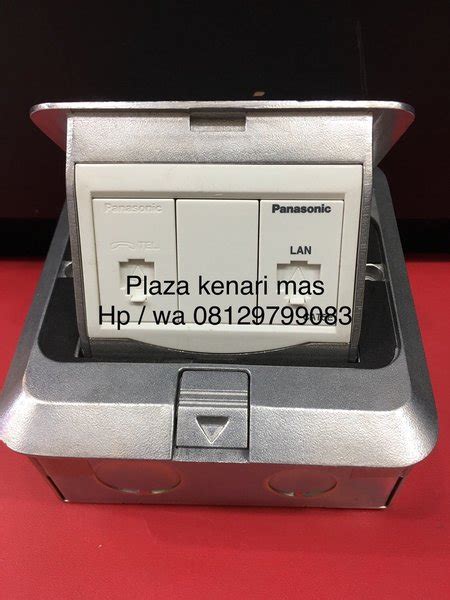 Panasonic
Panasonic
TEL
LAN
Plaza kenari mas
Hp / wa 08129799083